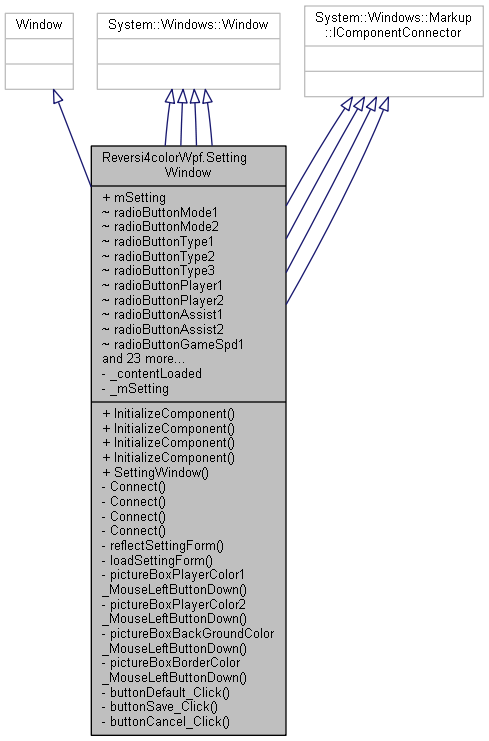 Window
System::Windows::Window
System::Windows::Markup
::IComponentConnector
Reversi4colorWpf.Setting
Window
+ mSetting
~ radioButtonMode1
~ radioButtonMode2
~ radioButtonType1
~ radioButtonType2
~ radioButtonType3
~ radioButtonPlayer1
~ radioButtonPlayer2
~ radioButtonAssist1
~ radioButtonAssist2
~ radioButtonGameSpd1
and 23 more...
- _contentLoaded
- _mSetting
+ InitializeComponent()
+ InitializeComponent()
+ InitializeComponent()
+ InitializeComponent()
+ SettingWindow()
- Connect()
- Connect()
- Connect()
- Connect()
- reflectSettingForm()
- loadSettingForm()
- pictureBoxPlayerColor1
_MouseLeftButtonDown()
- pictureBoxPlayerColor2
_MouseLeftButtonDown()
- pictureBoxBackGroundColor
_MouseLeftButtonDown()
- pictureBoxBorderColor
_MouseLeftButtonDown()
- buttonDefault_Click()
- buttonSave_Click()
- buttonCancel_Click()